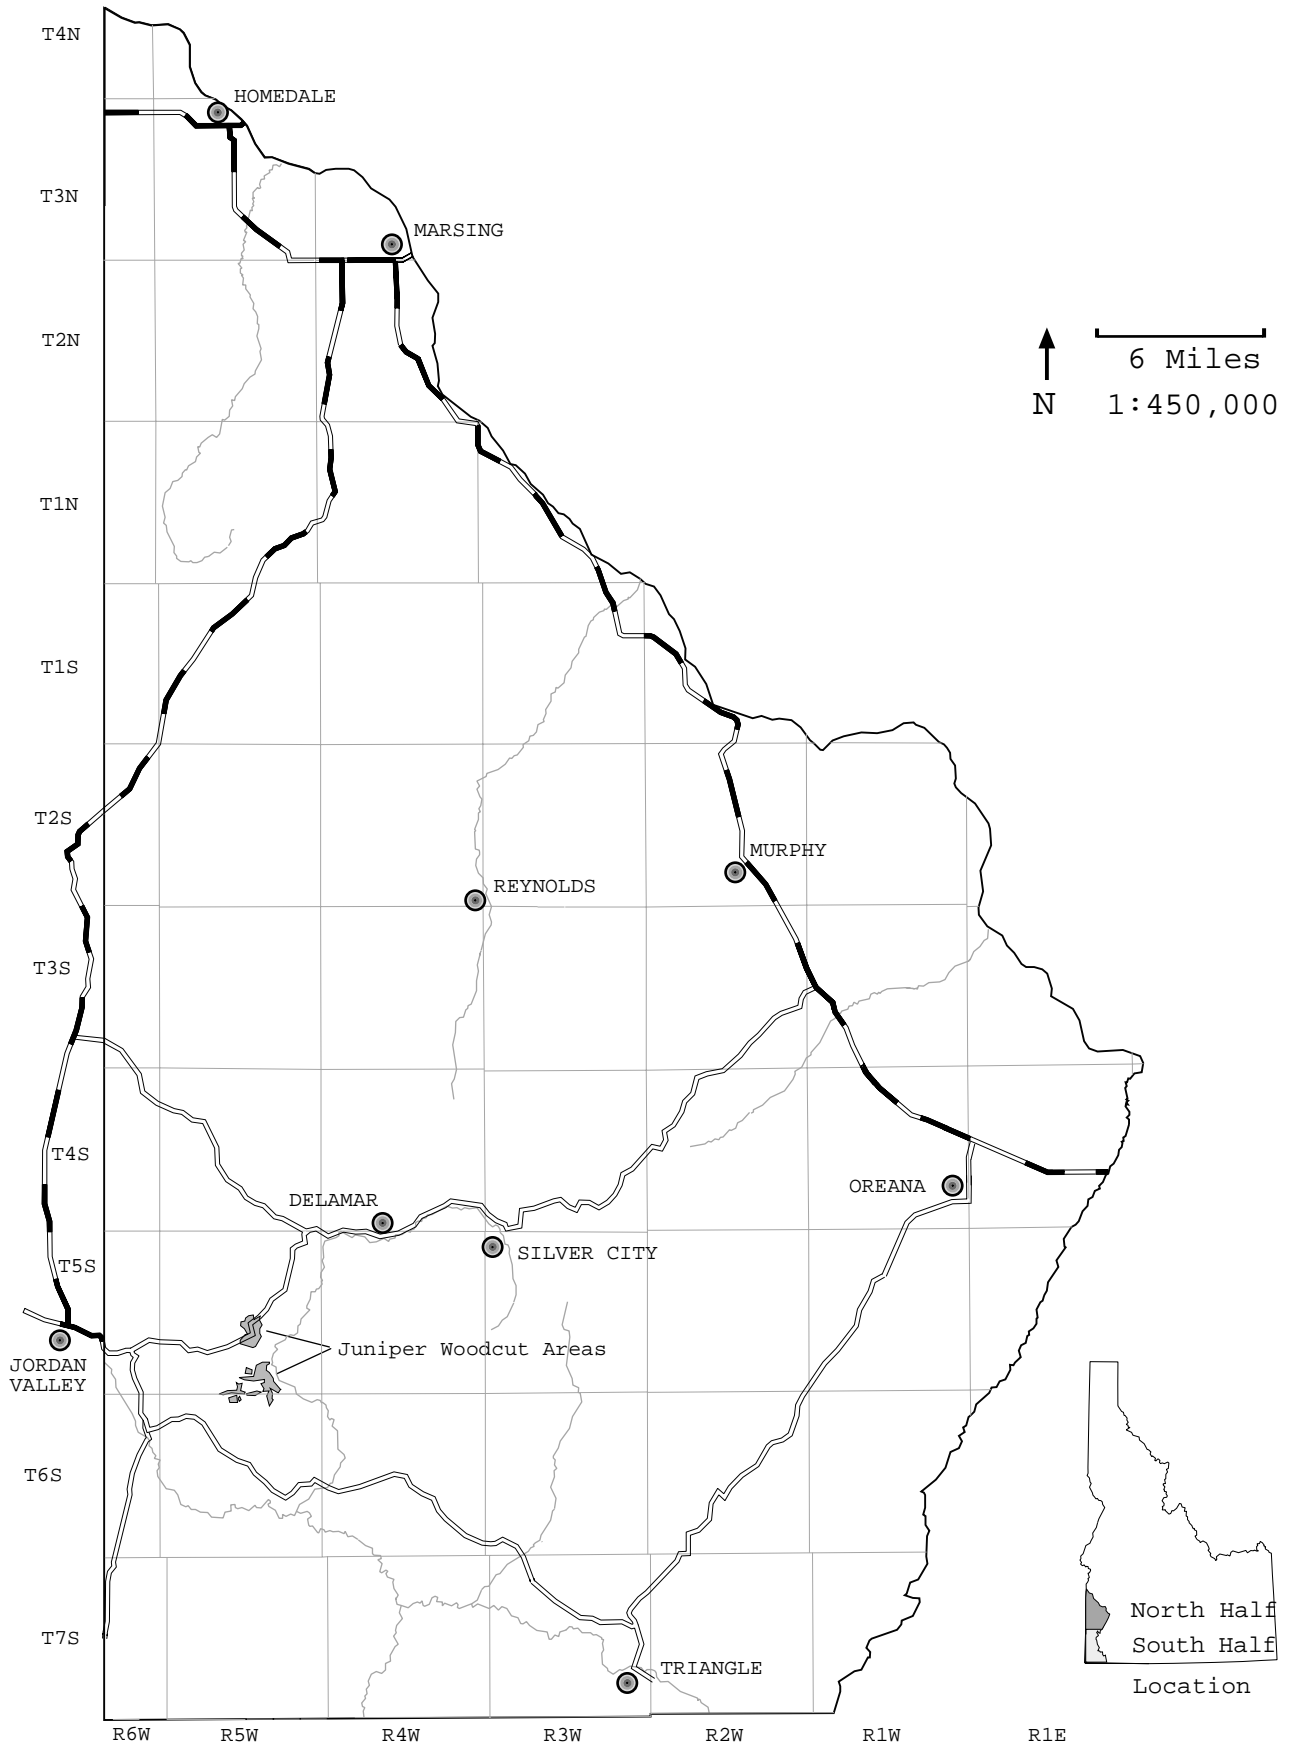 T4N
HOMEDALE
T3N
MARSING
T2N
6 Miles
N 1:450,000
T1N
T1S
T2S
MURPHY
REYNOLDS
T3S
T4S
OREANA
DELAMAR
SILVER CITY
T5S
Juniper Woodcut Areas
JORDAN
VALLEY
T6S
North Half
T7S
South Half
TRIANGLE
Location
R6W R5W R4W R3W R2W R1W R1E